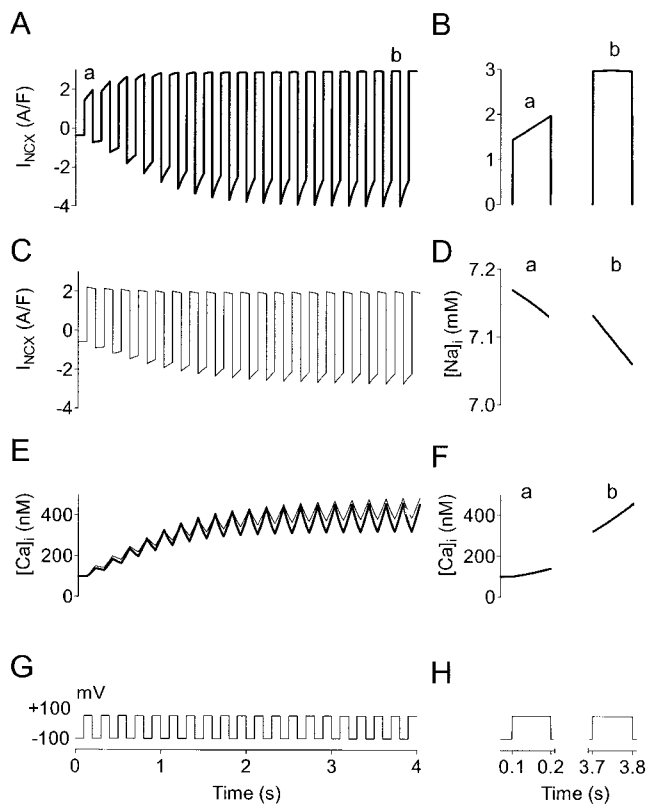 A
B
I_NCX (A/F)
2
0
-2
-4
a
b
3
2
1
0
a
b
C
D
I_NCX (A/F)
2
0
-2
-4
[Na]_i (mM)
7.2
7.1
7.0
a
b
E
F
[Ca]_i (nM)
400
200
0
[Ca]_i (nM)
400
200
0
a
b
G
H
mV
+100
-100
0
1
2
3
4
Time (s)
0.1
0.2
3.7
3.8
Time (s)